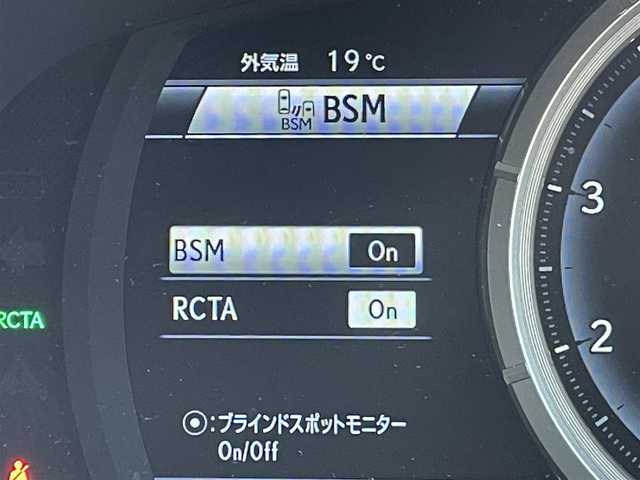 外気温 19℃
BSM BSM
BSM On
RCTA On
RCTA
3
2
⦿:ブラインドスポットモニター
On/Off